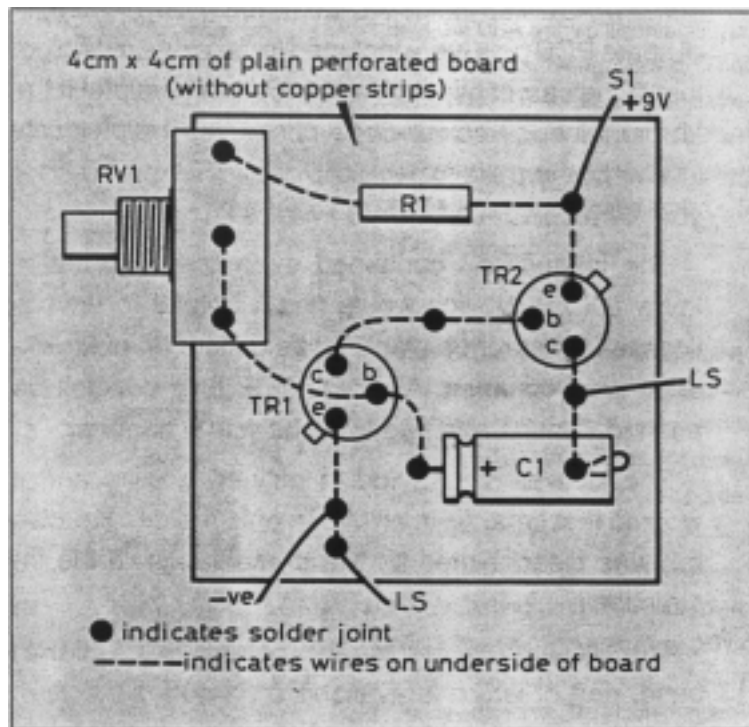 4cm x 4cm of plain perforated board
(without copper strips)
S1
+9V
RV1
R1
TR2
e
b
c
c
b
e
TR1
LS
+ C1 -
-ve
LS
indicates solder joint
indicates wires on underside of board